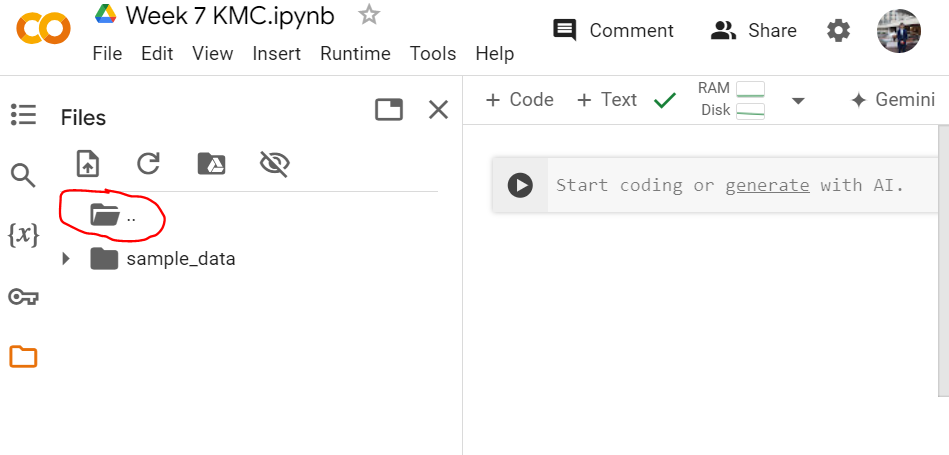 Week 7 KMC.ipynb
File Edit View Insert Runtime Tools Help
Comment Share
Files
{x}
..
sample_data
+ Code + Text
RAM
Disk
Gemini
Start coding or generate with AI.